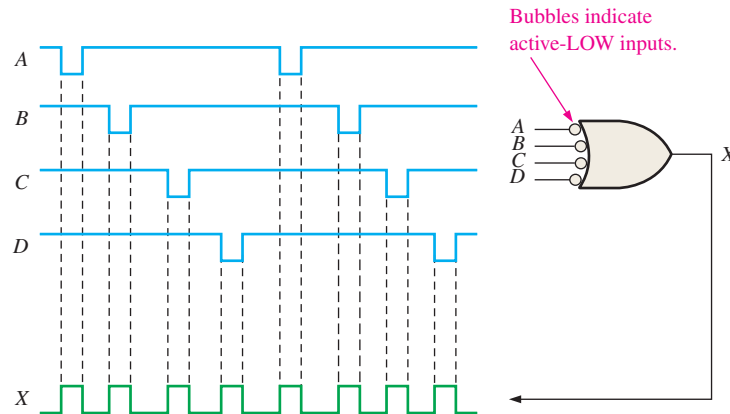 Bubbles indicate
active-LOW inputs.
A
B
C
D
X
A
B
C
D
X